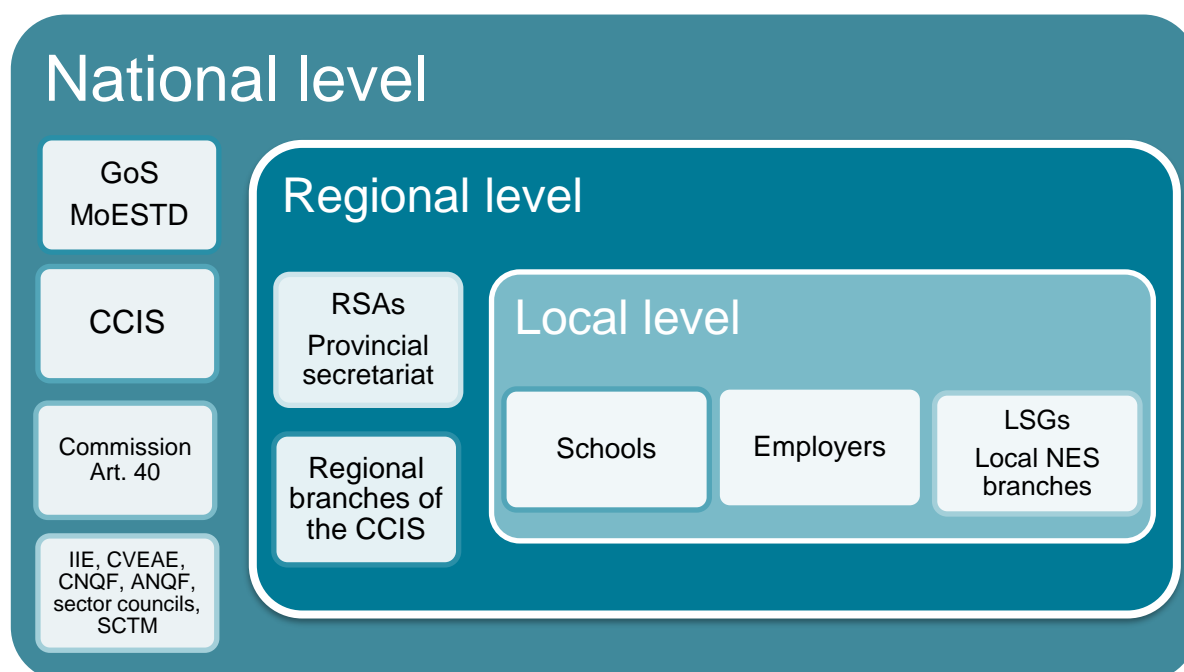 National level
GoS
MoESTD
CCIS
Commission
Art. 40
IIE, CVEAE,
CNQF, ANQF,
sector councils,
SCTM
Regional level
RSAs
Provincial
secretariat
Regional
branches of
the CCIS
Local level
Schools
Employers
LSGs
Local NES
branches